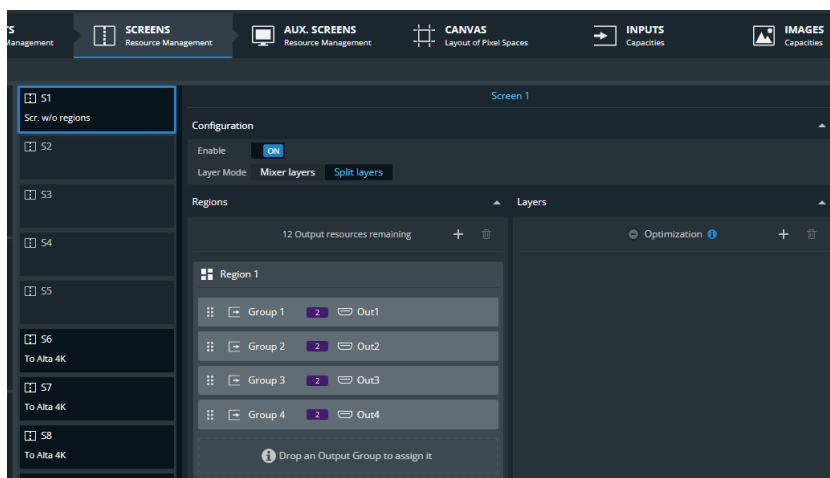 SCREENS
Resource Management
AUX. SCREENS
Resource Management
CANVAS
Layout of Pixel Spaces
INPUTS
Capacities
IMAGES
Capacities
S1
Scr. w/o regions
S2
S3
S4
S5
S6
To Alta 4K
S7
To Alta 4K
S8
To Alta 4K
Screen 1
Configuration
Enable ON
Layer Mode Mixer layers Split layers
Regions
12 Output resources remaining
Region 1
Group 1 2 Out1
Group 2 2 Out2
Group 3 2 Out3
Group 4 2 Out4
Drop an Output Group to assign it
Layers
Optimization